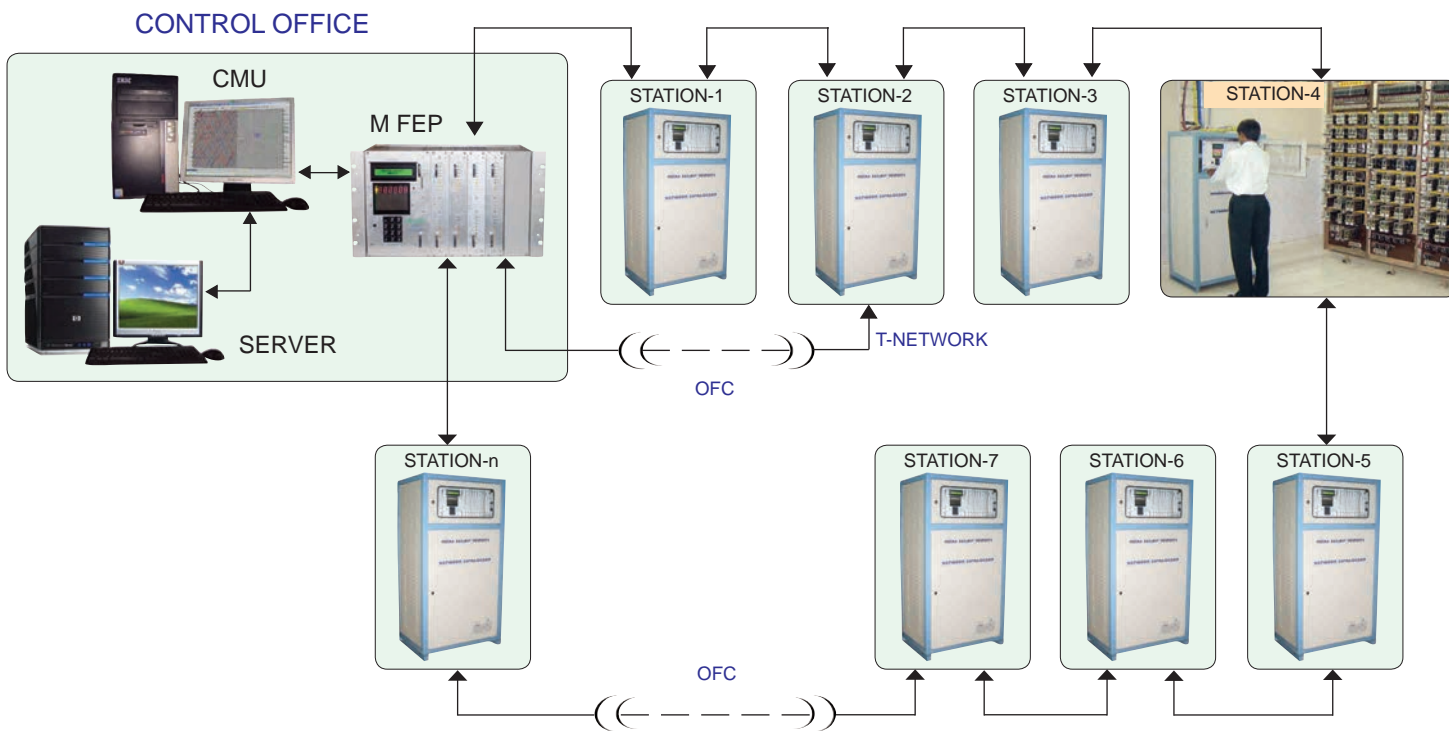 CONTROL OFFICE
CMU
M FEP
SERVER
STATION-1
STATION-2
STATION-3
STATION-4
T-NETWORK
OFC
STATION-n
STATION-7
STATION-6
STATION-5
OFC